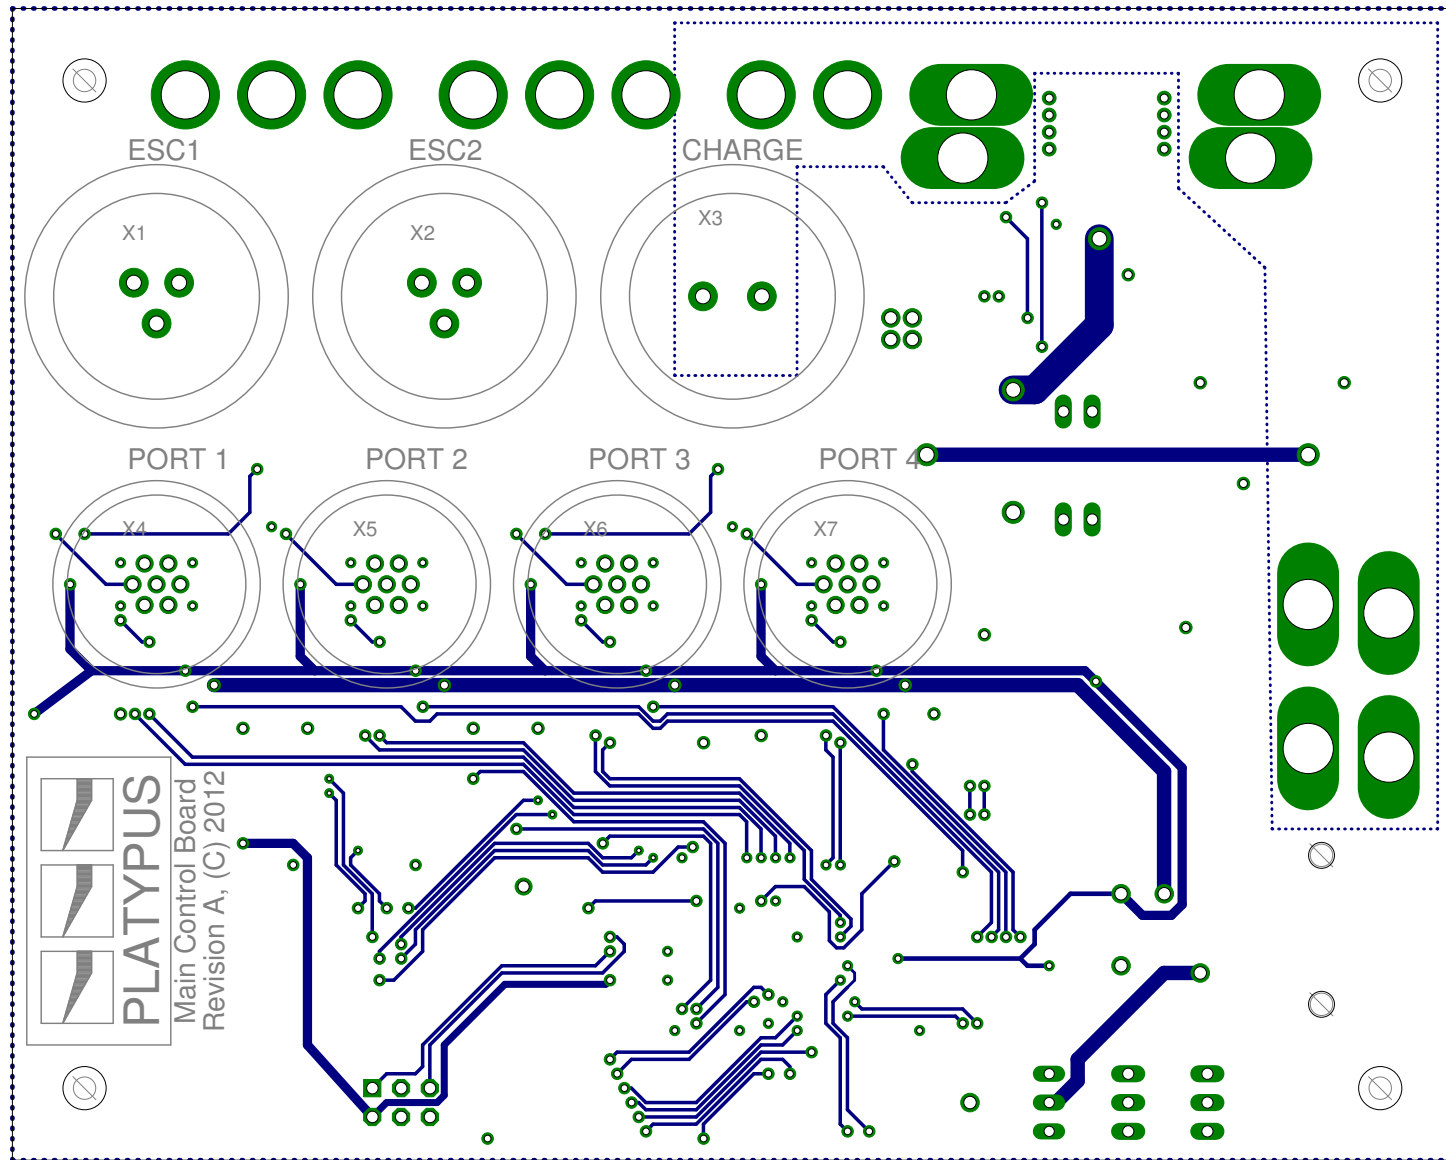 ESC1
ESC2
CHARGE
X1
X2
X3
PORT 1
PORT 2
PORT 3
PORT 4
X4
X5
X6
X7
PLATYPUS
Main Control Board
Revision A, (C) 2012